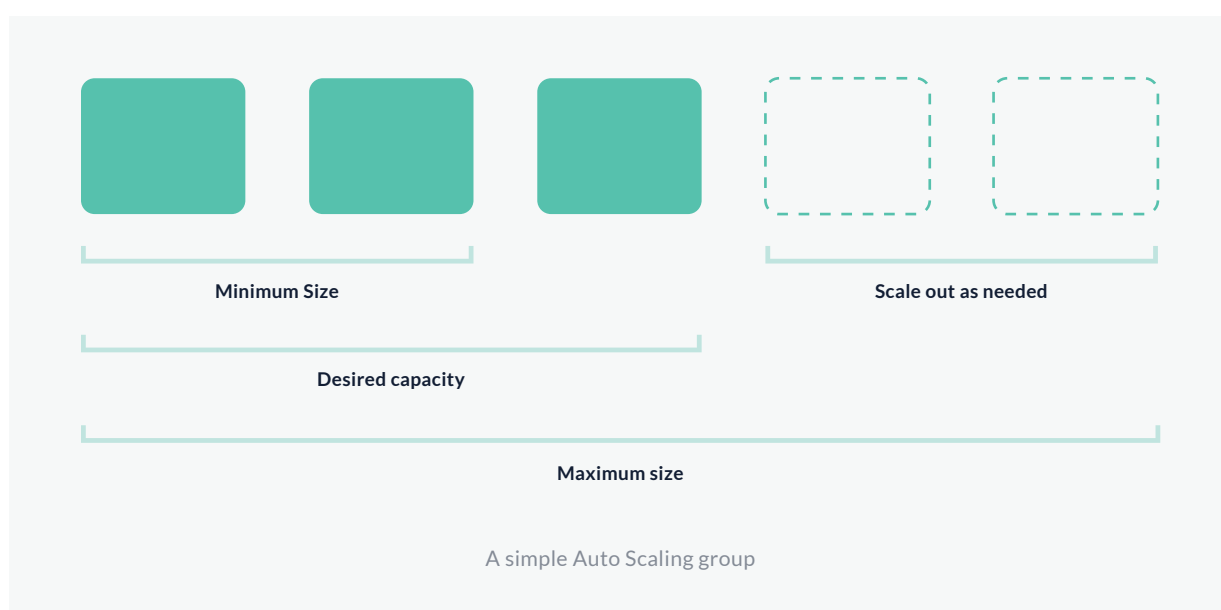 Minimum Size
Scale out as needed
Desired capacity
Maximum size
A simple Auto Scaling group